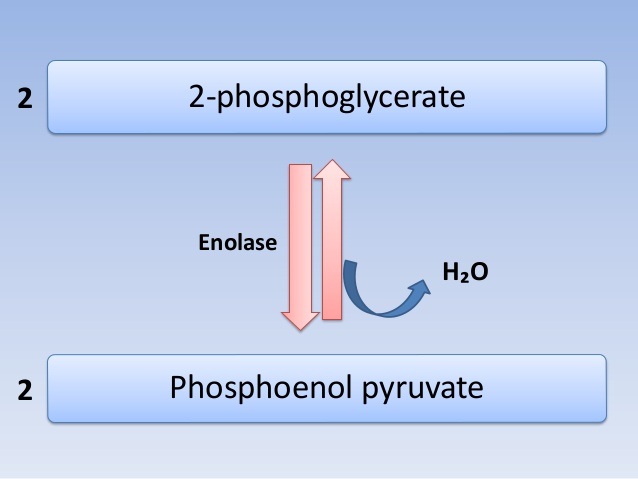 2
2-phosphoglycerate
Enolase
H₂O
2
Phosphoenol pyruvate